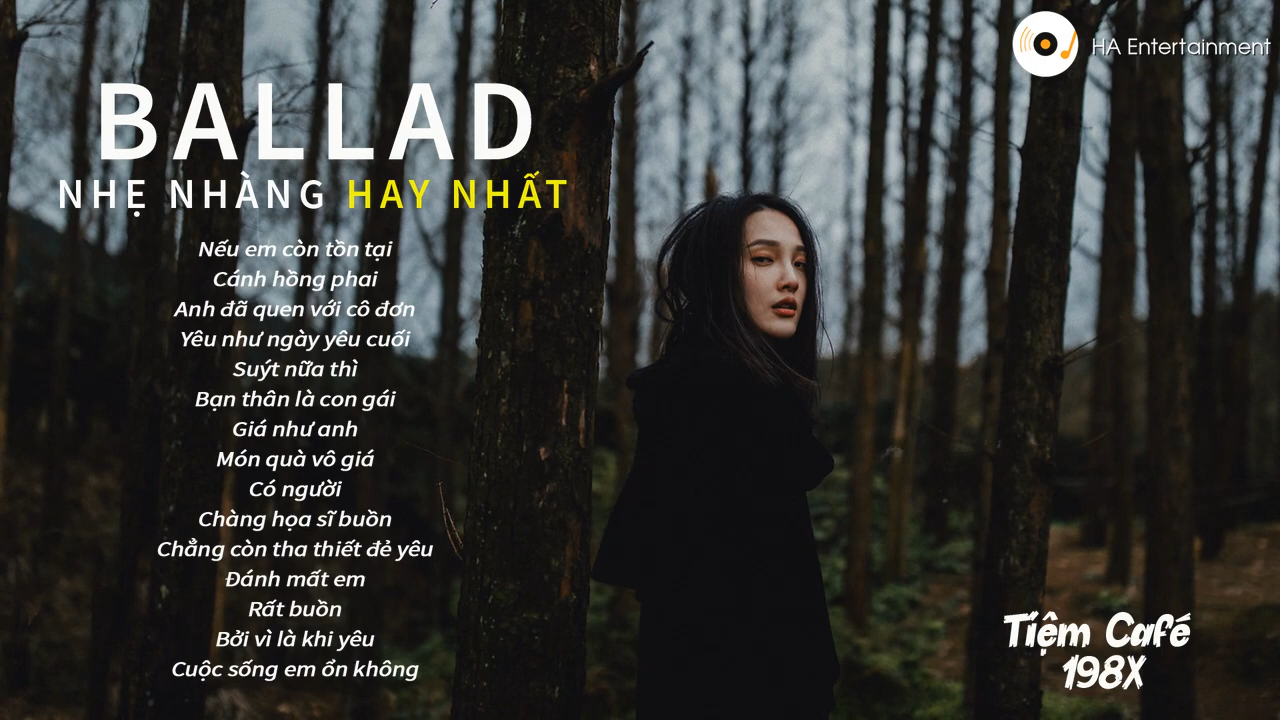 HA Entertainment
BALLAD
NHẸ NHÀNG HAY NHẤT
Nếu em còn tồn tại
Cánh hồng phai
Anh đã quen với cô đơn
Yêu như ngày yêu cuối
Suýt nữa thì
Bạn thân là con gái
Giá như anh
Món quà vô giá
Có người
Chàng họa sĩ buồn
Chẳng còn tha thiết đẻ yêu
Đánh mất em
Rất buồn
Bởi vì là khi yêu
Cuộc sống em ổn không
Tiệm Café
198X